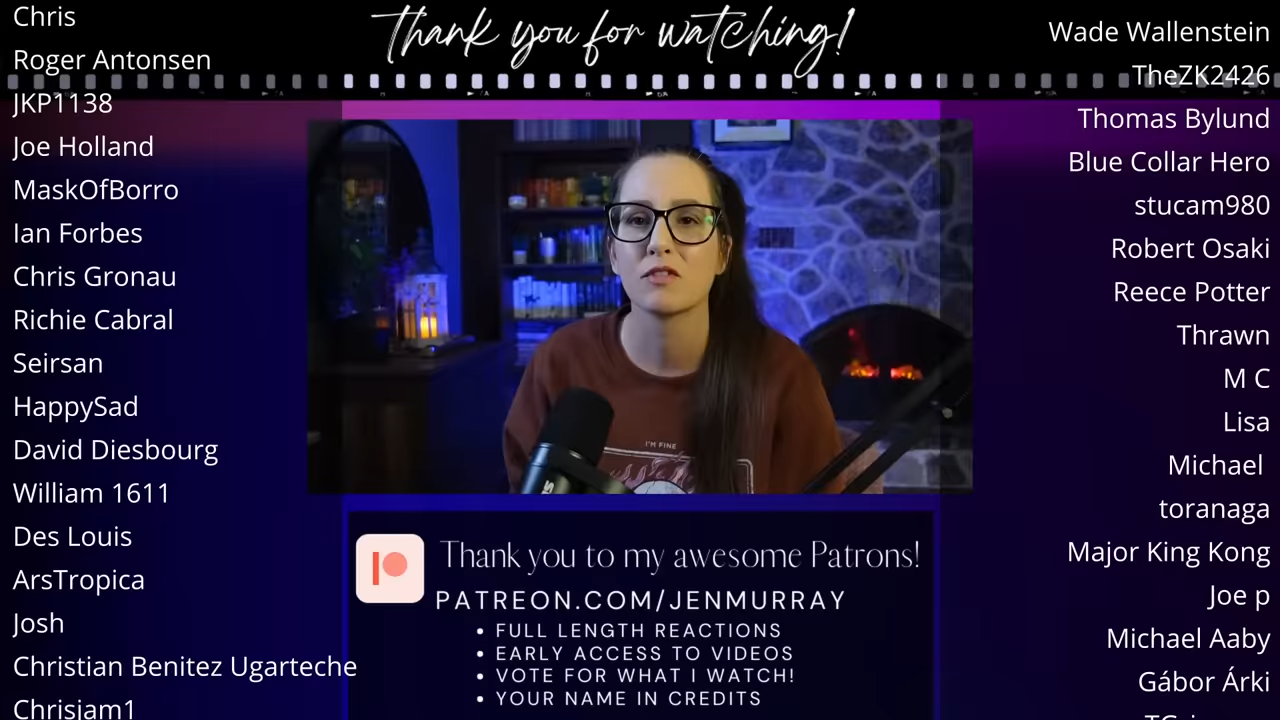 Thank you for watching!
Chris
Roger Antonsen
JKP1138
Joe Holland
MaskOfBorro
Ian Forbes
Chris Gronau
Richie Cabral
Seirsan
HappySad
David Diesbourg
William 1611
Des Louis
ArsTropica
Josh
Christian Benitez Ugarteche
Chrisjam1
I'M FINE
Thank you to my awesome Patrons!
PATREON.COM/JENMURRAY
• FULL LENGTH REACTIONS
• EARLY ACCESS TO VIDEOS
• VOTE FOR WHAT I WATCH!
• YOUR NAME IN CREDITS
Wade Wallenstein
TheZK2426
Thomas Bylund
Blue Collar Hero
stucam980
Robert Osaki
Reece Potter
Thrawn
M C
Lisa
Michael
toranaga
Major King Kong
Joe p
Michael Aaby
Gábor Árki